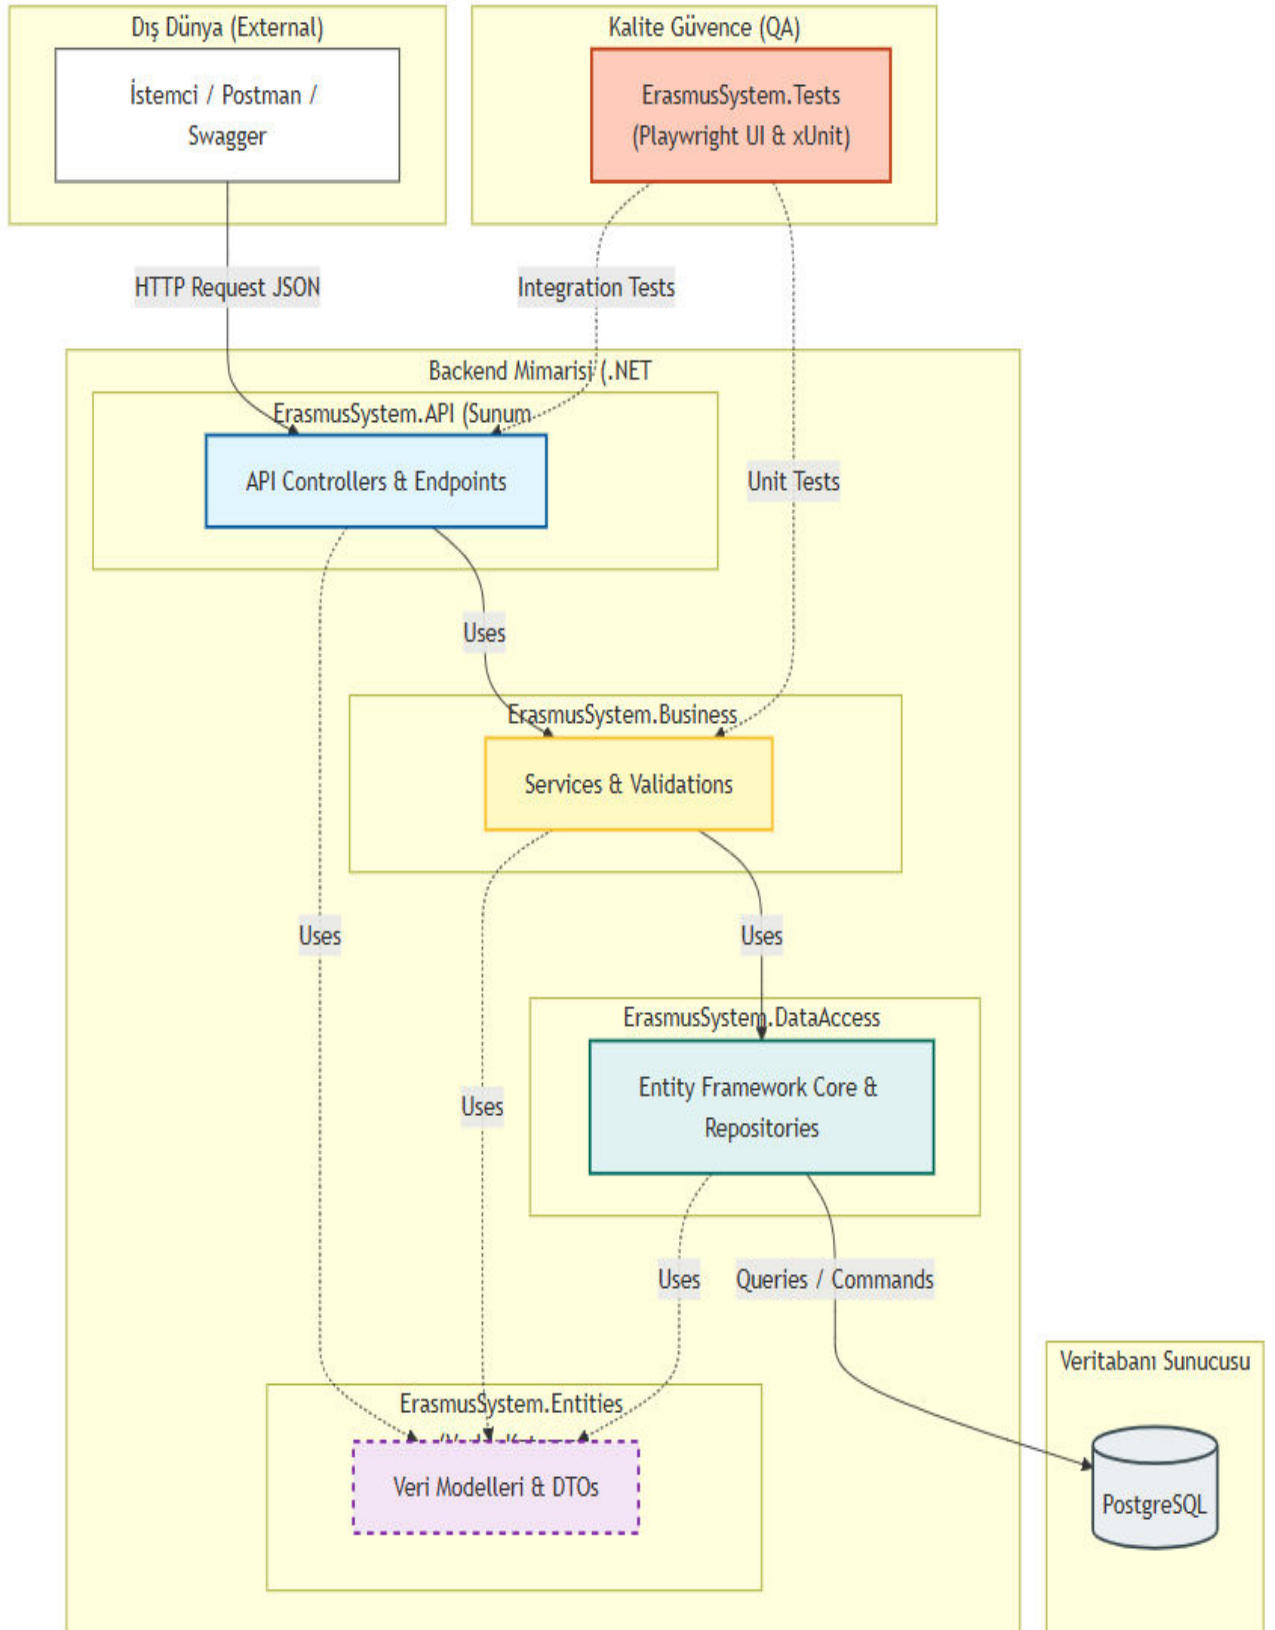 Dış Dünya (External)
İstemci / Postman /
Swagger
Kalite Güvence (QA)
ErasmusSystem.Tests
(Playwright UI & xUnit)
HTTP Request JSON
Integration Tests
Unit Tests
Backend Mimarisi (.NET
ErasmusSystem.API (Sunum
API Controllers & Endpoints
Uses
ErasmusSystem.Business
Services & Validations
Uses
Uses
ErasmusSystem.DataAccess
Entity Framework Core &
Repositories
Uses
Uses
Queries / Commands
ErasmusSystem.Entities
Veri Modelleri & DTOs
Veritabanı Sunucusu
PostgreSQL